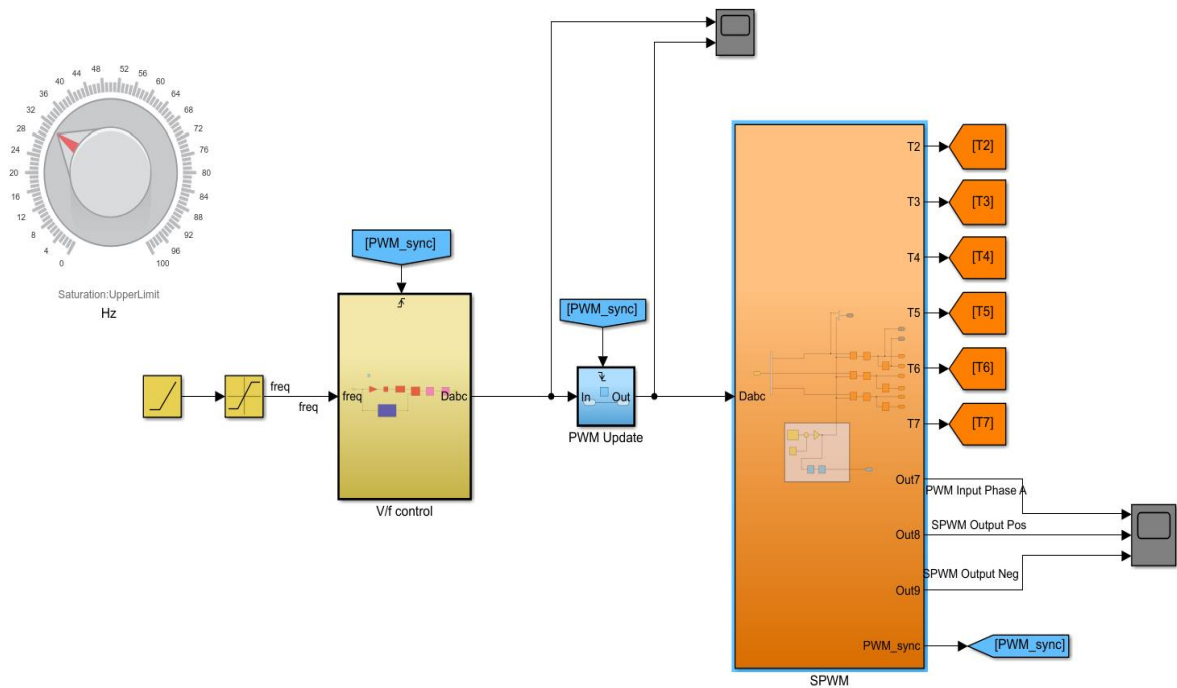 48 52
44 56
40 60
36 64
32 68
28 72
24 76
20 80
16 84
12 88
8 92
4 96
0 100
Saturation:UpperLimit
Hz
[PWM_sync]
freq
freq
freq
Dabc
V/f control
[PWM_sync]
In
Out
PWM Update
Dabc
T2
[T2]
T3
[T3]
T4
[T4]
T5
[T5]
T6
[T6]
T7
[T7]
Out7
PWM Input Phase A
Out8
SPWM Output Pos
Out9
SPWM Output Neg
PWM_sync
[PWM_sync]
SPWM